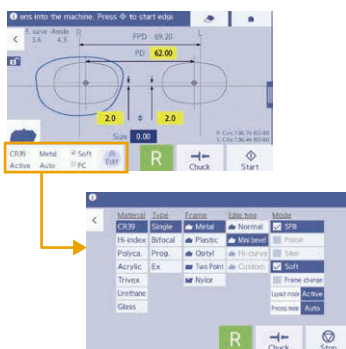 ens into the machine. Press to start edgi
F. curve Angle R L
3.6 4.3
FPD 69.20
PD 62.00
2.0 2.0
Size 0.00
CR39 Metal Soft
Active Auto FC
Edit
R
Chuck
Start
Material Type Frame Edge type Mode
CR39 Single Metal Normal SFB
Hi-index Bifocal Plastic Mini bevel Polish
Polyca. Prog. Optyl Hi-curve
Acrylic Ex. Two Point Custom Soft
Trivex Nylor Frame change
Urethane Layout mode Active
Glass Process mode Auto
R
Chuck
Stop